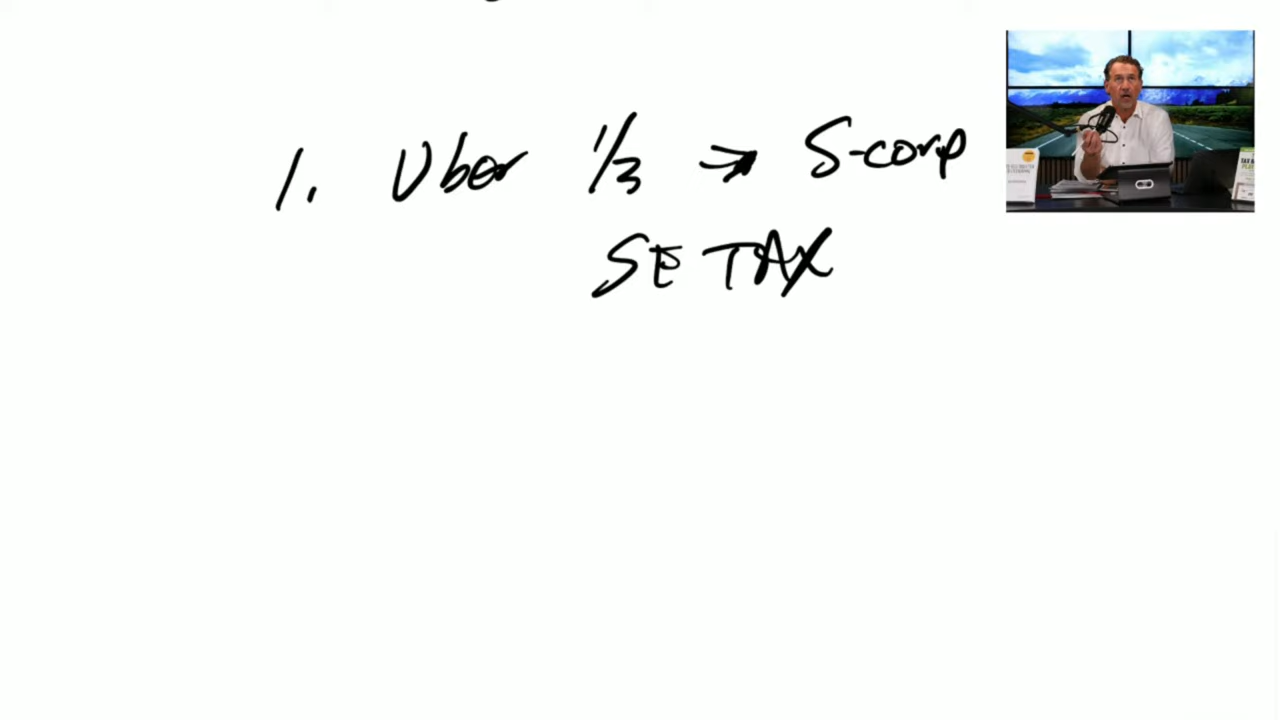 1. Uber 1/3 → S-corp
SE TAX